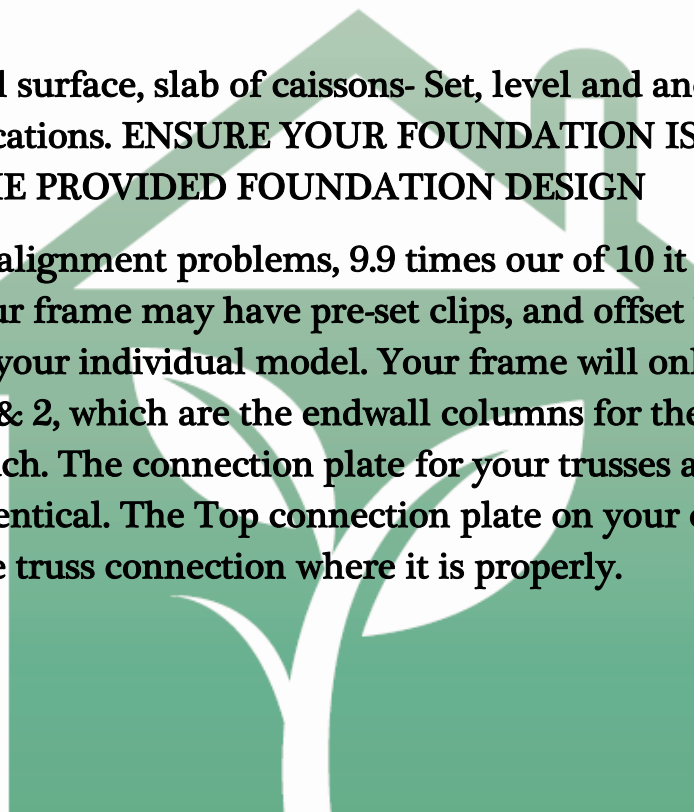 l surface, slab of caissons- Set, level and an
cations. ENSURE YOUR FOUNDATION IS
HE PROVIDED FOUNDATION DESIGN
alignment problems, 9.9 times our of 10 it
ur frame may have pre-set clips, and offset
your individual model. Your frame will onl
& 2, which are the endwall columns for the
ach. The connection plate for your trusses a
entical. The Top connection plate on your
e truss connection where it is properly.